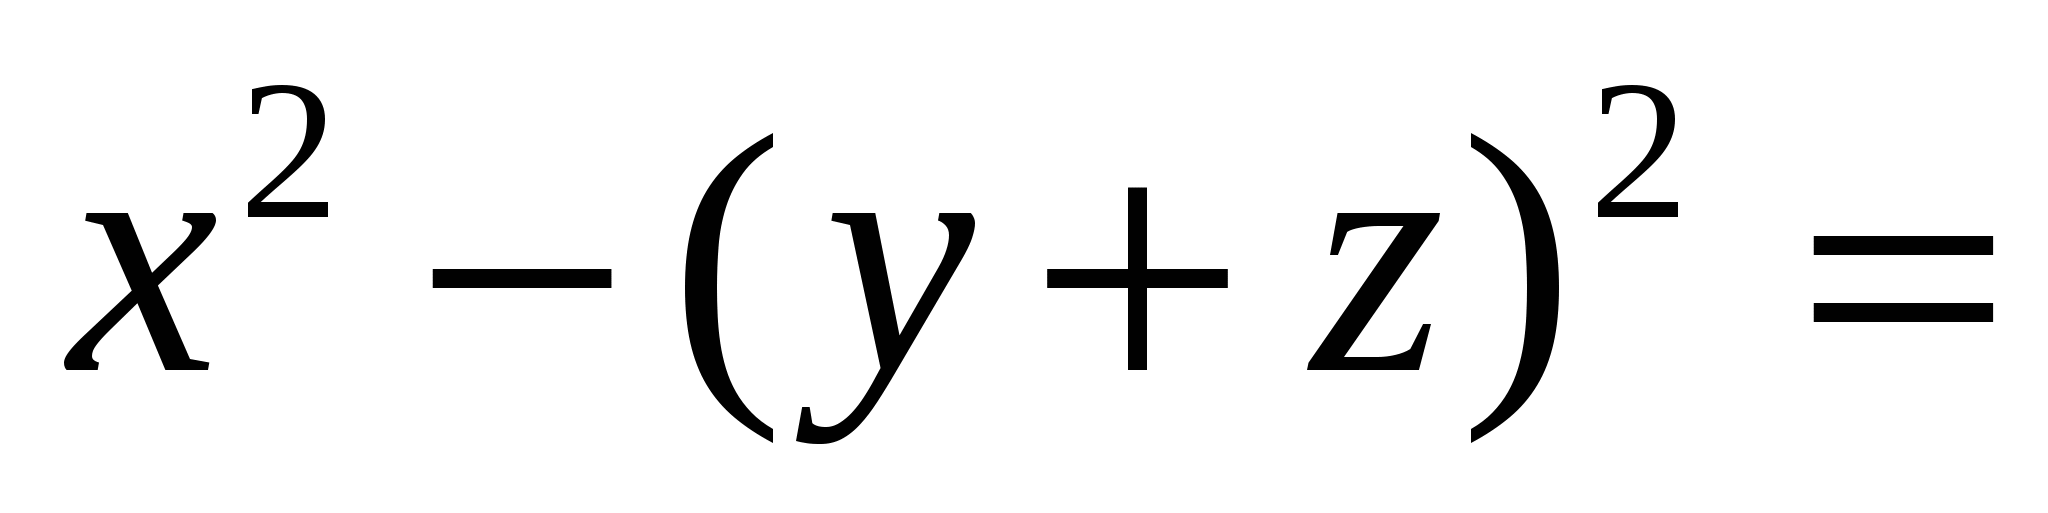 x² − (y + z)² =